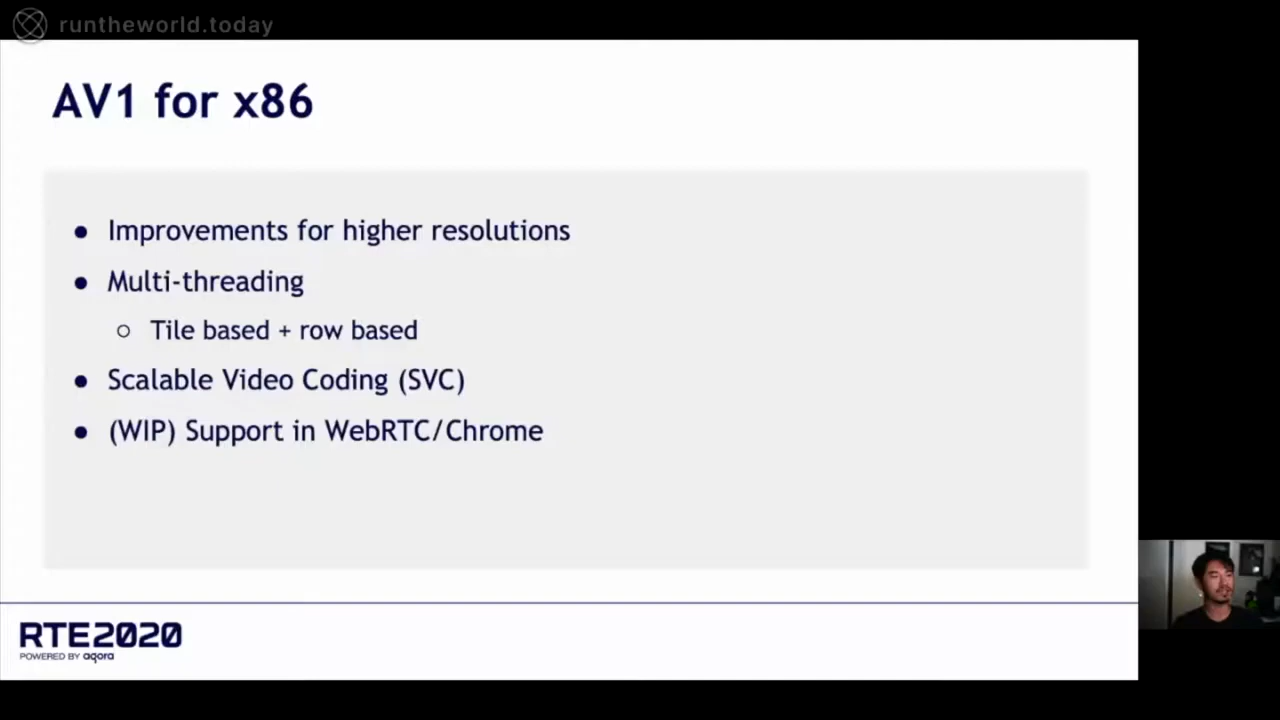 runtheworld.today
AV1 for x86
● Improvements for higher resolutions
● Multi-threading
○ Tile based + row based
● Scalable Video Coding (SVC)
● (WIP) Support in WebRTC/Chrome
RTE2020
POWERED BY agora